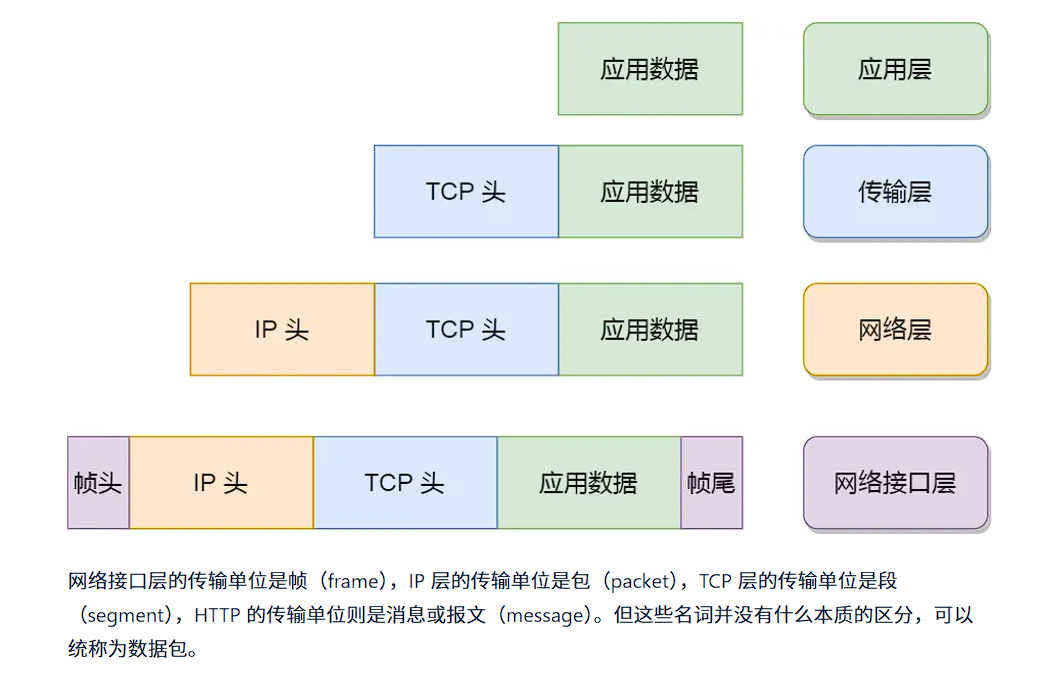 应用数据
应用层
TCP 头
应用数据
传输层
IP 头
TCP 头
应用数据
网络层
帧头
IP 头
TCP 头
应用数据
帧尾
网络接口层
网络接口层的传输单位是帧（frame），IP 层的传输单位是包（packet），TCP 层的传输单位是段
（segment），HTTP 的传输单位则是消息或报文（message）。但这些名词并没有什么本质的区分，可以
统称为数据包。